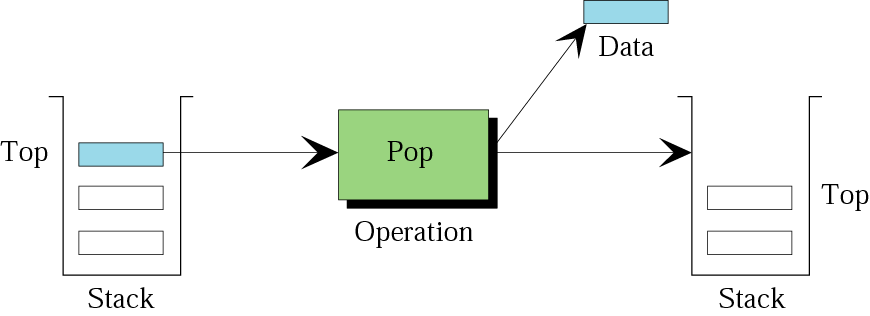 Data
Top
Pop
Top
Operation
Stack
Stack